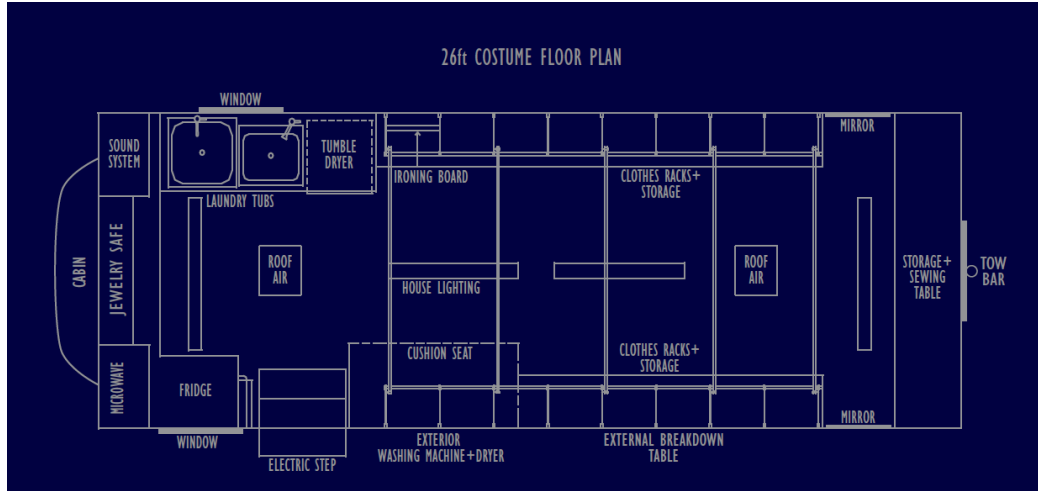 26ft COSTUME FLOOR PLAN
WINDOW
SOUND
SYSTEM
TUMBLE
DRYER
MIRROR
IRONING BOARD
CLOTHES RACKS+
STORAGE
LAUNDRY TUBS
CABIN
JEWELRY SAFE
ROOF
AIR
HOUSE LIGHTING
ROOF
AIR
STORAGE+
SEWING
TABLE
TOW
BAR
CUSHION SEAT
CLOTHES RACKS+
STORAGE
MICROWAVE
FRIDGE
MIRROR
WINDOW
EXTERIOR
WASHING MACHINE+DRYER
EXTERNAL BREAKDOWN
TABLE
ELECTRIC STEP